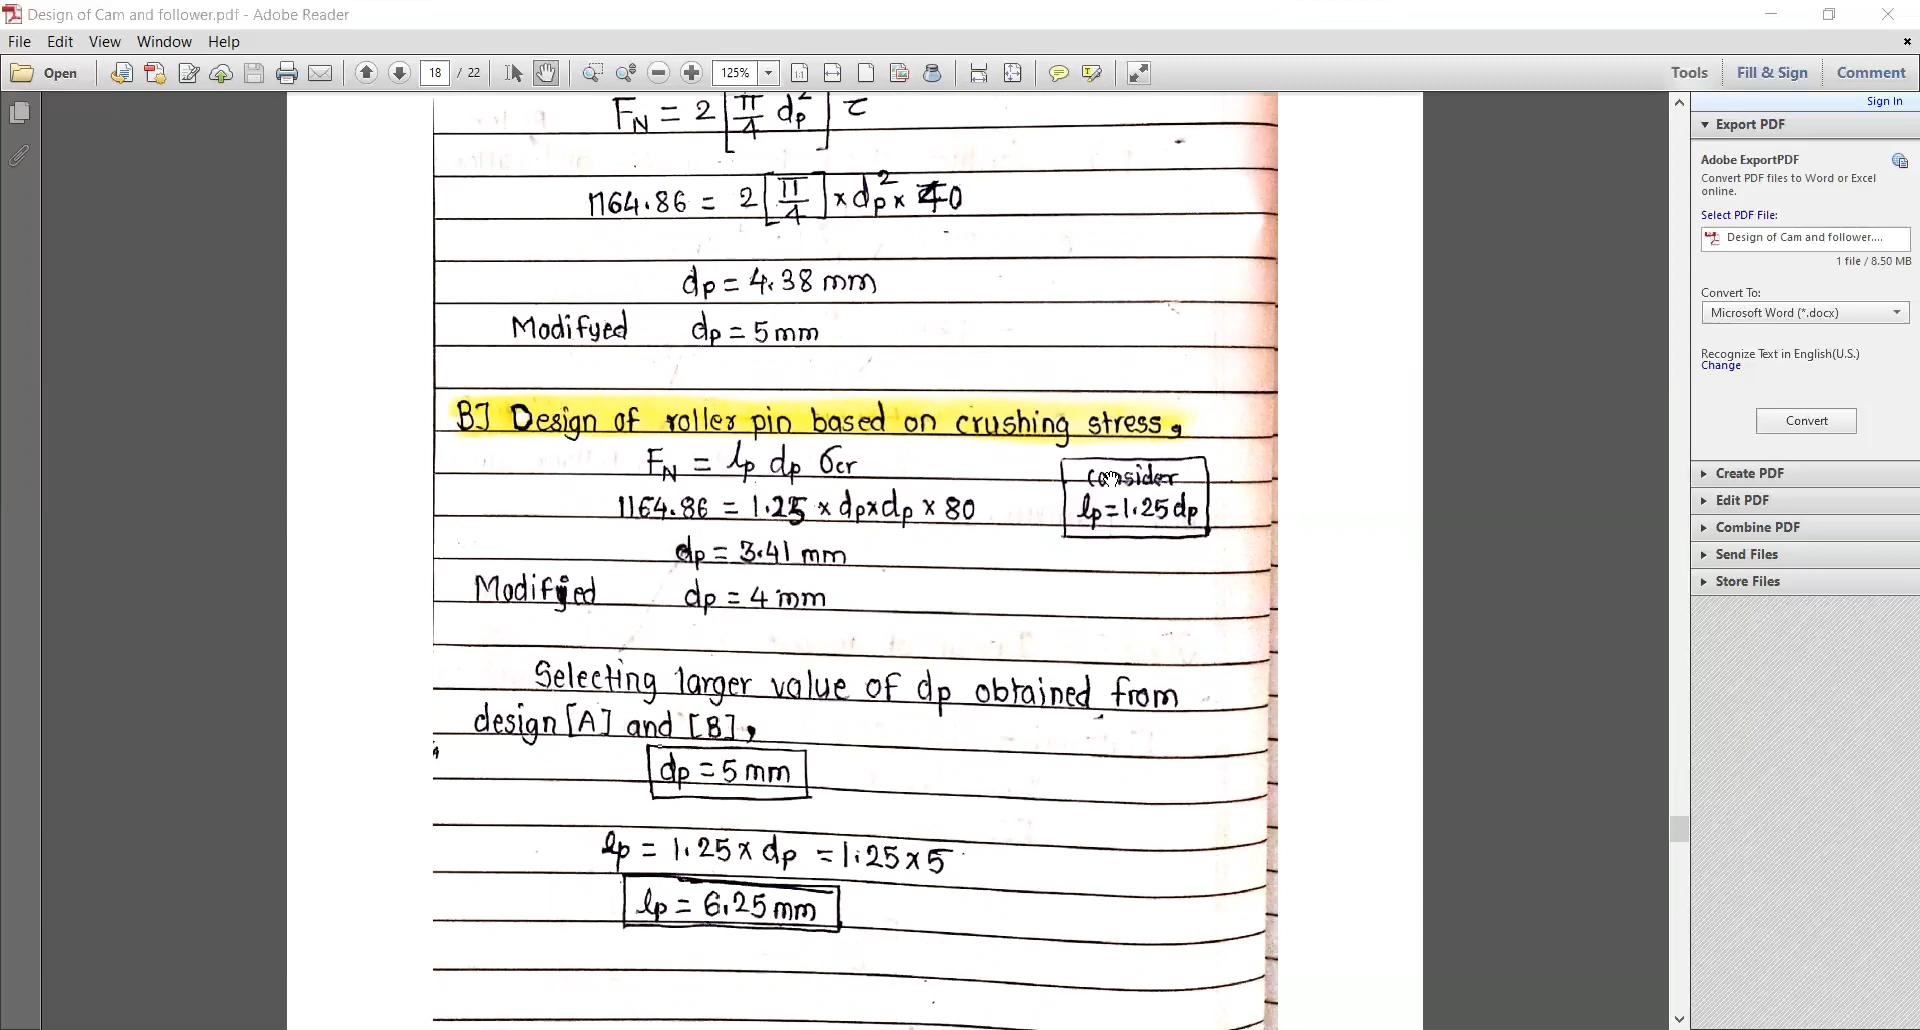 Design of Cam and follower.pdf - Adobe Reader
File Edit View Window Help
Open 18 / 22 125% Tools Fill & Sign Comment
Sign In
Export PDF
Adobe ExportPDF
Convert PDF files to Word or Excel
online.
Select PDF File:
Design of Cam and follower....
1 file / 8.50 MB
Convert To:
Microsoft Word (*.docx)
Recognize Text in English(U.S.)
Change
Convert
Create PDF
Edit PDF
Combine PDF
Send Files
Store Files
F_N = 2 [π/4 dp²] τ
1164.86 = 2 [π/4] × dp² × 40
dp = 4.38 mm
Modifyed dp = 5 mm
B] Design of roller pin based on crushing stress,
F_N = lp dp σcr
1164.86 = 1.25 × dp × dp × 80
consider
lp = 1.25 dp
dp = 3.41 mm
dp = 4 mm
Selecting larger value of dp obtained from
design [A] and [B],
dp = 5 mm
lp = 1.25 × dp = 1.25 × 5
lp = 6.25 mm